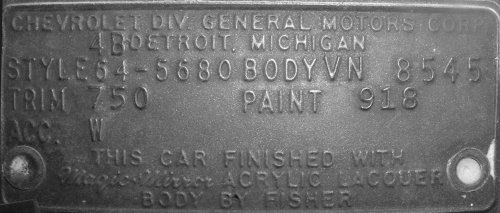 CHEVROLET DIV. GENERAL MOTORS CORP.
4B DETROIT, MICHIGAN
STYLE 64-5680 BODY VN 8545
TRIM 750 PAINT 918
ACC. W
THIS CAR FINISHED WITH
Magic-Mirror ACRYLIC LACQUER
BODY BY FISHER